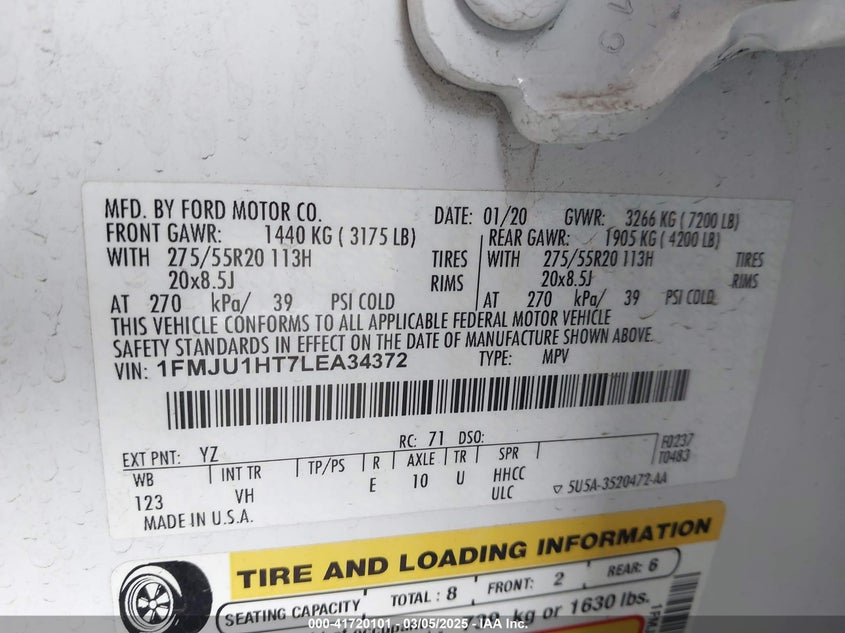 MFD. BY FORD MOTOR CO. DATE: 01/20 GVWR: 3266 KG ( 7200 LB)
FRONT GAWR: 1440 KG ( 3175 LB) REAR GAWR: 1905 KG ( 4200 LB)
WITH 275/55R20 113H TIRES WITH 275/55R20 113H TIRES
20x8.5J RIMS 20x8.5J RIMS
AT 270 kPa/ 39 PSI COLD AT 270 kPa/ 39 PSI COLD
THIS VEHICLE CONFORMS TO ALL APPLICABLE FEDERAL MOTOR VEHICLE
SAFETY STANDARDS IN EFFECT ON THE DATE OF MANUFACTURE SHOWN ABOVE.
VIN: 1FMJU1HT7LEA34372 TYPE: MPV
EXT PNT: YZ RC: 71 DSO: F0237
WB INT TR TP/PS R AXLE TR SPR T0483
123 VH E 10 U HHCC
ULC 5U5A-3520472-AA
MADE IN U.S.A.
TIRE AND LOADING INFORMATION
SEATING CAPACITY TOTAL : 8 FRONT: 2 REAR: 6
kg or 1630 lbs.
000-41720101 - 03/05/2025 - IAA Inc.